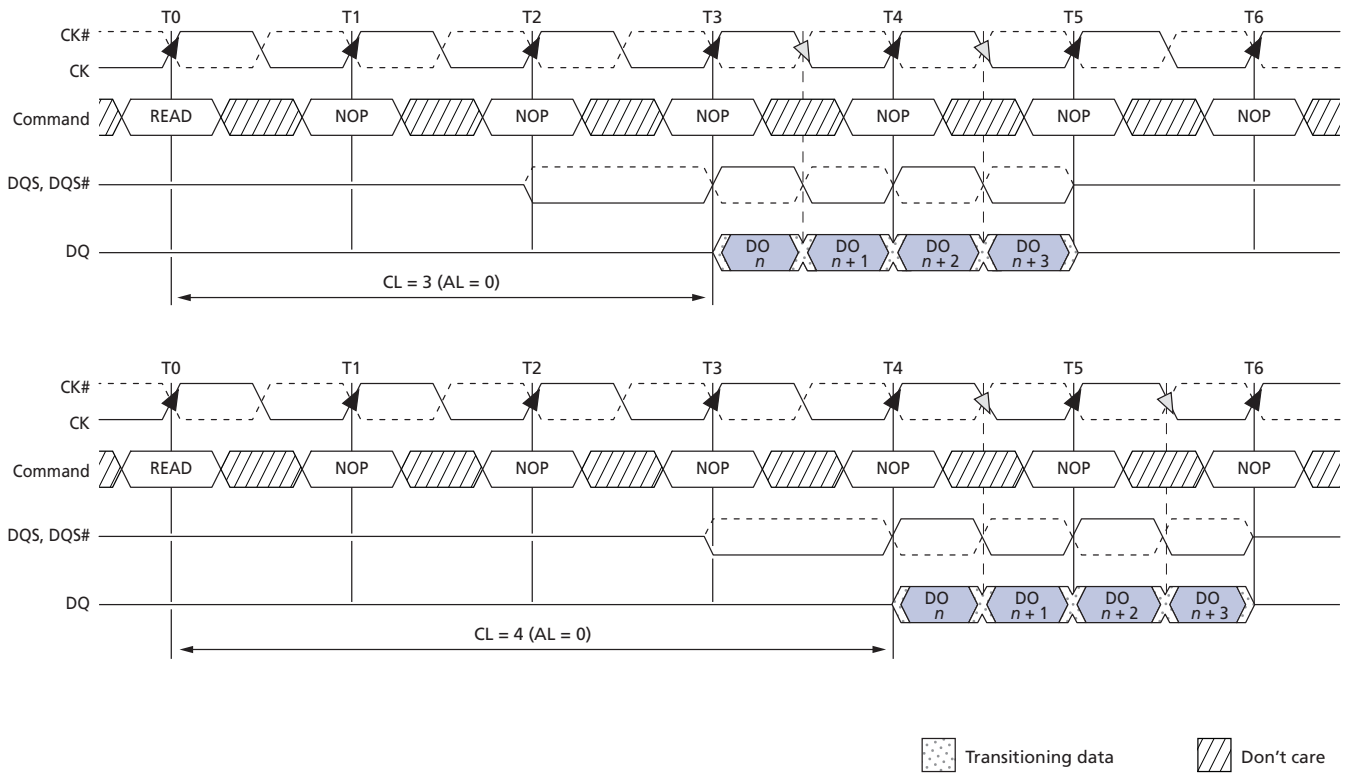 T0 T1 T2 T3 T4 T5 T6
CK#
CK
Command READ NOP NOP NOP NOP NOP NOP
DQS, DQS#
DQ DO n DO n + 1 DO n + 2 DO n + 3
CL = 3 (AL = 0)
T0 T1 T2 T3 T4 T5 T6
CK#
CK
Command READ NOP NOP NOP NOP NOP NOP
DQS, DQS#
DQ DO n DO n + 1 DO n + 2 DO n + 3
CL = 4 (AL = 0)
Transitioning data Don't care